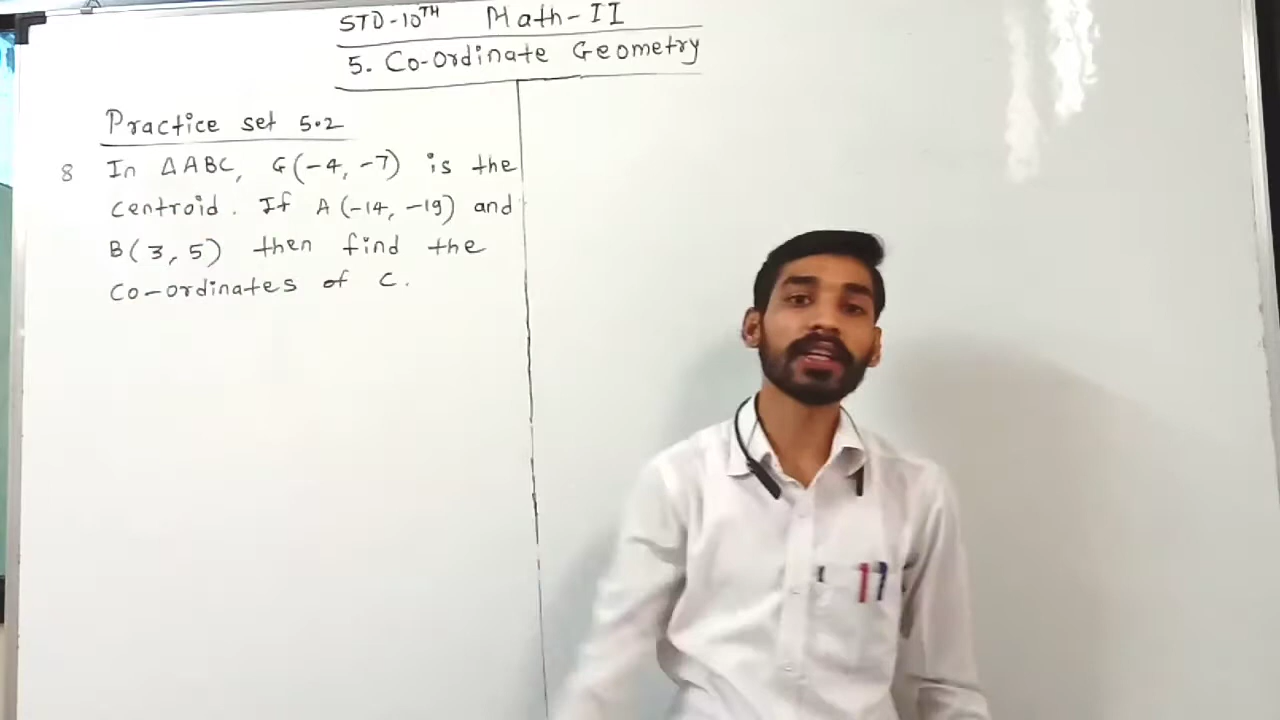 STD-10TH Math-II
5. Co-Ordinate Geometry
Practice set 5.2
8 In △ABC, G(-4, -7) is the
centroid. If A(-14, -19) and
B(3, 5) then find the
Co-ordinates of C.